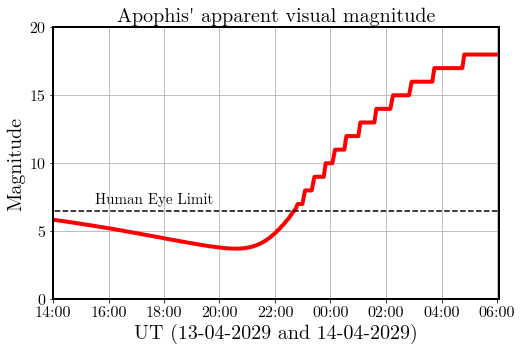 Apophis' apparent visual magnitude
20
15
10
5
0
Magnitude
Human Eye Limit
14:00 16:00 18:00 20:00 22:00 00:00 02:00 04:00 06:00
UT (13-04-2029 and 14-04-2029)